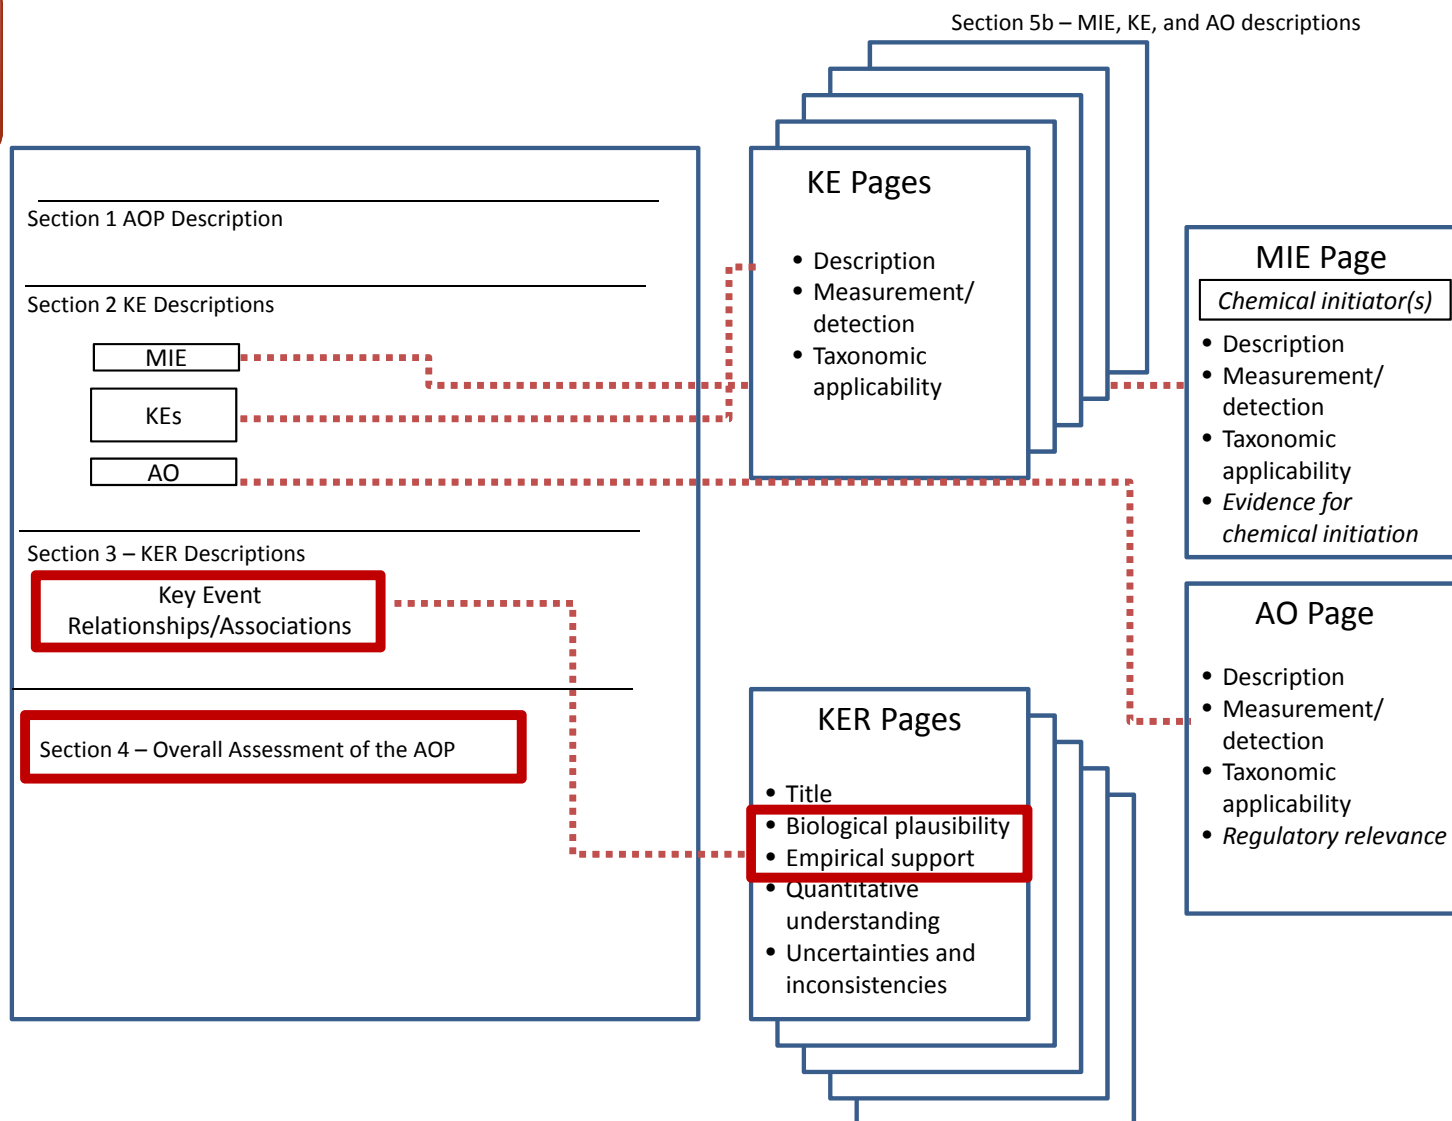 Section 5b – MIE, KE, and AO descriptions
Section 1 AOP Description
Section 2 KE Descriptions
MIE
KEs
AO
Section 3 – KER Descriptions
Key Event
Relationships/Associations
Section 4 – Overall Assessment of the AOP
KE Pages
• Description
• Measurement/
detection
• Taxonomic
applicability
MIE Page
Chemical initiator(s)
• Description
• Measurement/
detection
• Taxonomic
applicability
• Evidence for
chemical initiation
AO Page
• Description
• Measurement/
detection
• Taxonomic
applicability
• Regulatory relevance
KER Pages
• Title
• Biological plausibility
• Empirical support
• Quantitative
understanding
• Uncertainties and
inconsistencies